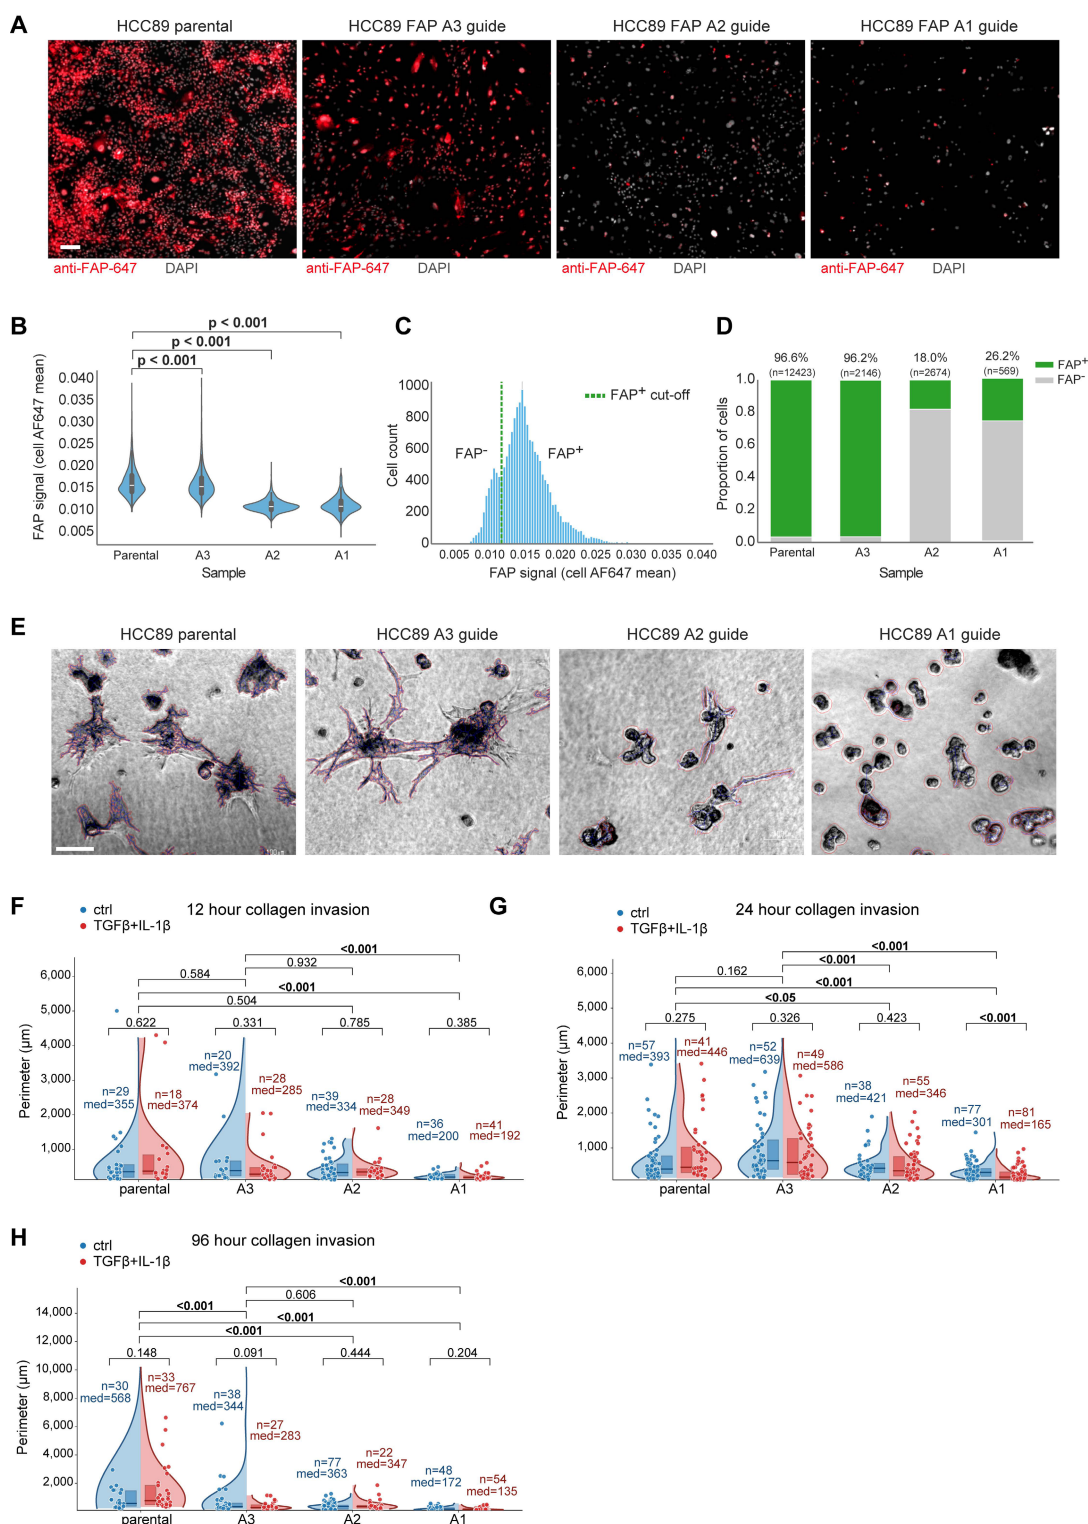 A
HCC89 parental
HCC89 FAP A3 guide
HCC89 FAP A2 guide
HCC89 FAP A1 guide
anti-FAP-647 DAPI
anti-FAP-647 DAPI
anti-FAP-647 DAPI
anti-FAP-647 DAPI
B
p < 0.001
p < 0.001
p < 0.001
FAP signal (cell AF647 mean)
0.040
0.035
0.030
0.025
0.020
0.015
0.010
0.005
Parental A3 A2 A1
Sample
C
Cell count
1000
800
600
400
200
0
FAP⁺ cut-off
FAP⁻
FAP⁺
0.005 0.010 0.015 0.020 0.025 0.030 0.035 0.040
FAP signal (cell AF647 mean)
D
96.6% 96.2% 18.0% 26.2%
(n=12423) (n=2146) (n=2674) (n=569)
FAP⁺
FAP⁻
Proportion of cells
1.0
0.8
0.6
0.4
0.2
0.0
Parental A3 A2 A1
Sample
E
HCC89 parental
HCC89 A3 guide
HCC89 A2 guide
HCC89 A1 guide
F
ctrl
TGFβ+IL-1β
12 hour collagen invasion
<0.001
0.932
0.584
<0.001
0.504
0.622 0.331 0.785 0.385
Perimeter (μm)
6,000
5,000
4,000
3,000
2,000
1,000
n=29
med=355
n=18
med=374
n=20
med=392
n=28
med=285
n=39
med=334
n=28
med=349
n=36
med=200
n=41
med=192
parental A3 A2 A1
G
ctrl
TGFβ+IL-1β
24 hour collagen invasion
<0.001
<0.001
0.162
<0.001
<0.05
0.275 0.326 0.423 <0.001
Perimeter (μm)
6,000
5,000
4,000
3,000
2,000
1,000
n=57
med=393
n=41
med=446
n=52
med=639
n=49
med=586
n=38
med=421
n=55
med=346
n=77
med=301
n=81
med=165
parental A3 A2 A1
H
ctrl
TGFβ+IL-1β
96 hour collagen invasion
<0.001
0.606
<0.001
<0.001
<0.001
0.148 0.091 0.444 0.204
Perimeter (μm)
14,000
12,000
10,000
8,000
6,000
4,000
2,000
n=30
med=568
n=33
med=767
n=38
med=344
n=27
med=283
n=77
med=363
n=22
med=347
n=48
med=172
n=54
med=135
parental A3 A2 A1